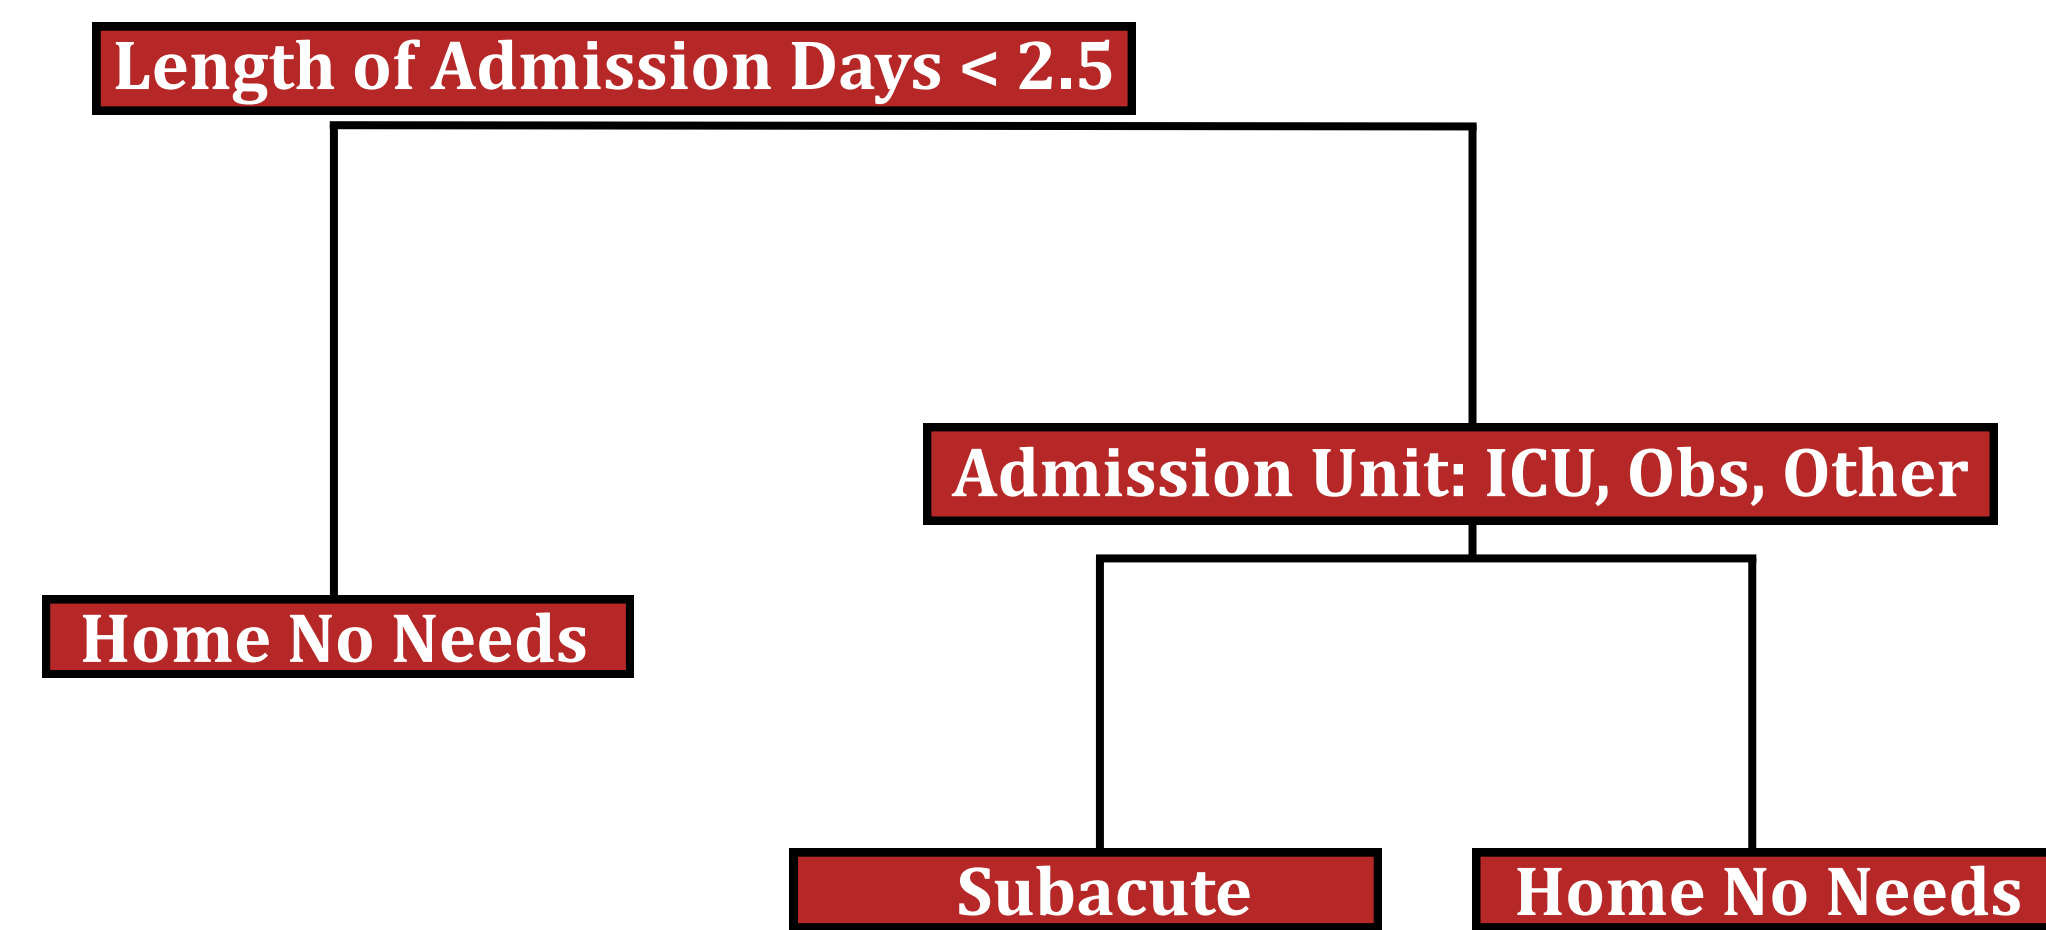 Length of Admission Days < 2.5
Admission Unit: ICU, Obs, Other
Home No Needs
Subacute
Home No Needs